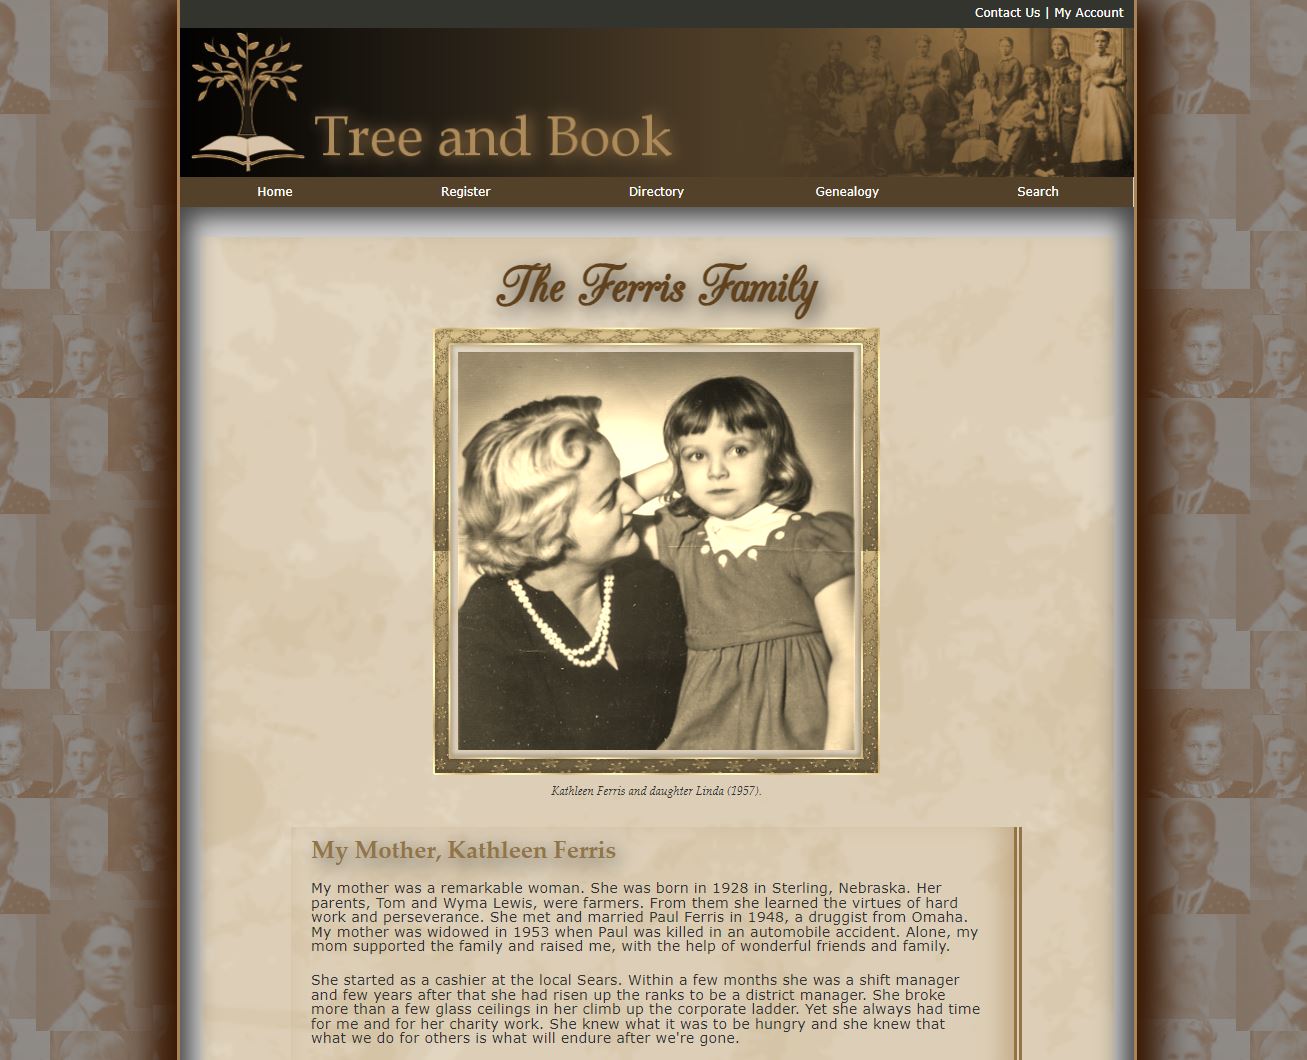 Contact Us | My Account
Tree and Book
Home Register Directory Genealogy Search
The Ferris Family
Kathleen Ferris and daughter Linda (1957).
My Mother, Kathleen Ferris
My mother was a remarkable woman. She was born in 1928 in Sterling, Nebraska. Her
parents, Tom and Wyma Lewis, were farmers. From them she learned the virtues of hard
work and perseverance. She met and married Paul Ferris in 1948, a druggist from Omaha.
My mother was widowed in 1953 when Paul was killed in an automobile accident. Alone, my
mom supported the family and raised me, with the help of wonderful friends and family.
She started as a cashier at the local Sears. Within a few months she was a shift manager
and few years after that she had risen up the ranks to be a district manager. She broke
more than a few glass ceilings in her climb up the corporate ladder. Yet she always had time
for me and for her charity work. She knew what it was to be hungry and she knew that
what we do for others is what will endure after we're gone.